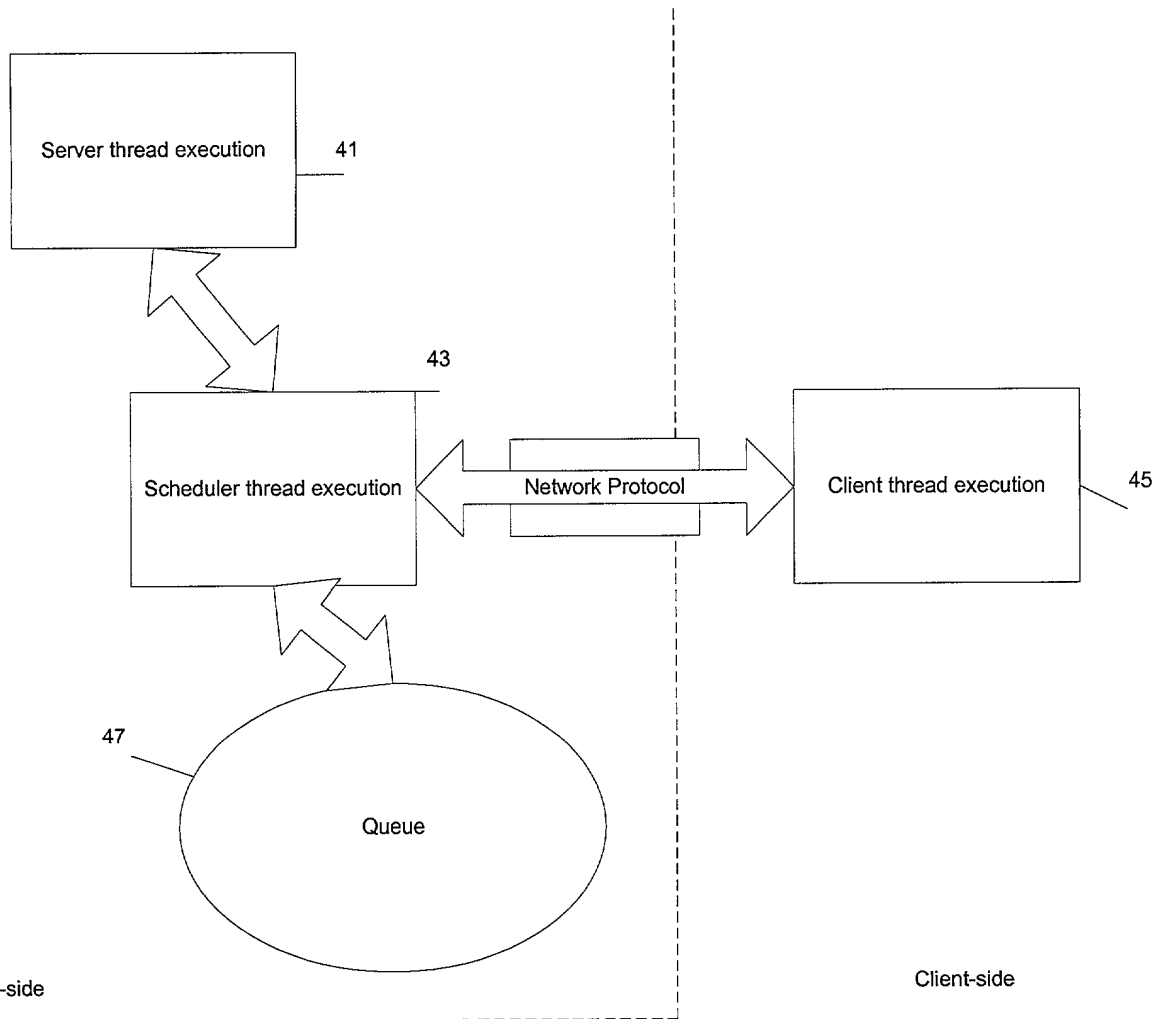 Server thread execution
41
43
Scheduler thread execution
Network Protocol
Client thread execution
45
47
Queue
-side
Client-side